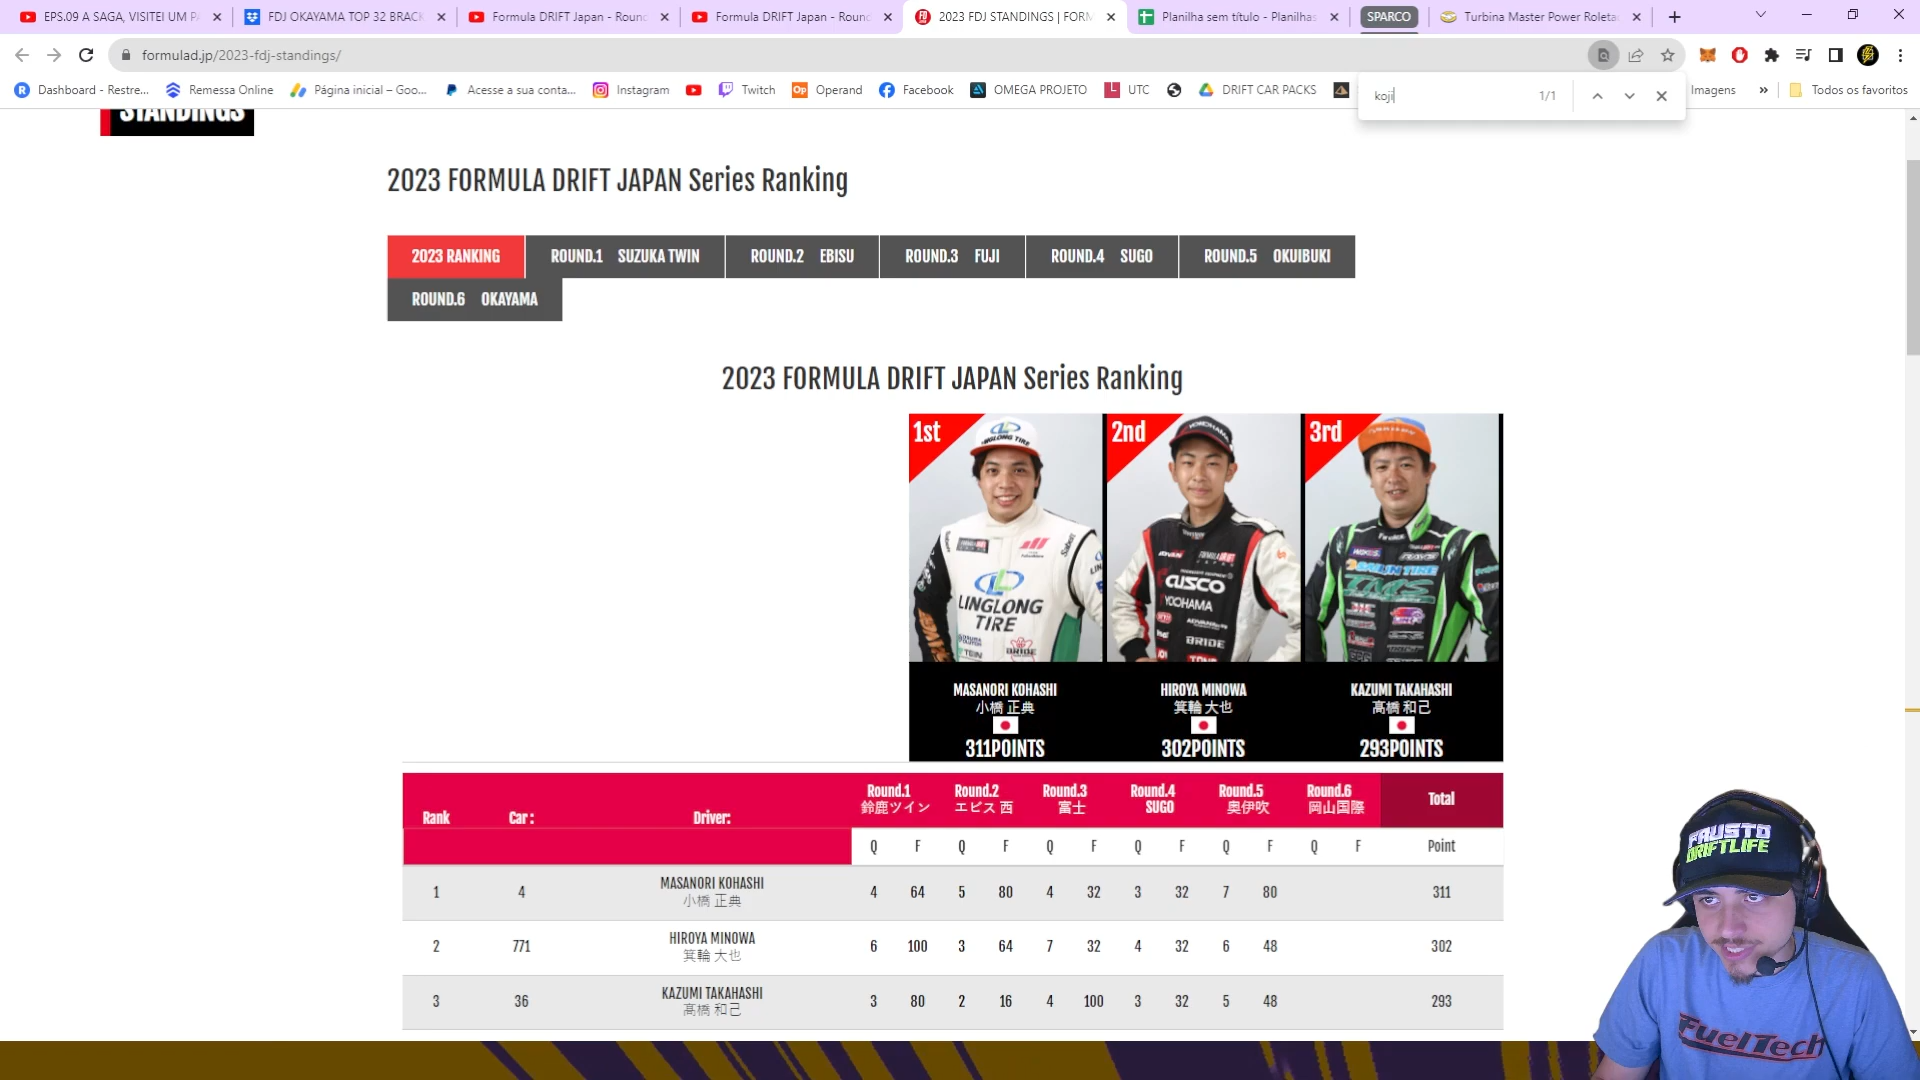 EPS.09 A SAGA, VISITEI UM PA
FDJ OKAYAMA TOP 32 BRACK
Formula DRIFT Japan - Round
Formula DRIFT Japan - Round
2023 FDJ STANDINGS | FORM
Planilha sem título - Planilhas
SPARCO
Turbina Master Power Roleta
formulad.jp/2023-fdj-standings/
Dashboard - Restre...
Remessa Online
Página inicial – Goo...
Acesse a sua conta...
Instagram
Twitch
Operand
Facebook
OMEGA PROJETO
UTC
DRIFT CAR PACKS
Imagens
»
Todos os favoritos
koji
1/1
STANDINGS
2023 FORMULA DRIFT JAPAN Series Ranking
2023 RANKING
ROUND.1 SUZUKA TWIN
ROUND.2 EBISU
ROUND.3 FUJI
ROUND.4 SUGO
ROUND.5 OKUIBUKI
ROUND.6 OKAYAMA
2023 FORMULA DRIFT JAPAN Series Ranking
1st
2nd
3rd
LINGLONG TIRE
LINGLONG
TIRE
BRIDE
YOKOHAMA
CUSCO
YOKOHAMA
BRIDE
SAILUN TIRE
TMS
MASANORI KOHASHI
小橋 正典
311POINTS
HIROYA MINOWA
箕輪 大也
302POINTS
KAZUMI TAKAHASHI
高橋 和己
293POINTS
Rank Car : Driver: Round.1 Round.2 Round.3 Round.4 Round.5 Round.6 Total
鈴鹿ツイン エビス 西 富士 SUGO 奥伊吹 岡山国際
Q F Q F Q F Q F Q F Q F Point
1 4 MASANORI KOHASHI 4 64 5 80 4 32 3 32 7 80 311
小橋 正典
2 771 HIROYA MINOWA 6 100 3 64 7 32 4 32 6 48 302
箕輪 大也
3 36 KAZUMI TAKAHASHI 3 80 2 16 4 100 3 32 5 48 293
高橋 和己
FAUSTO
DRIFTLIFE
FuelTech